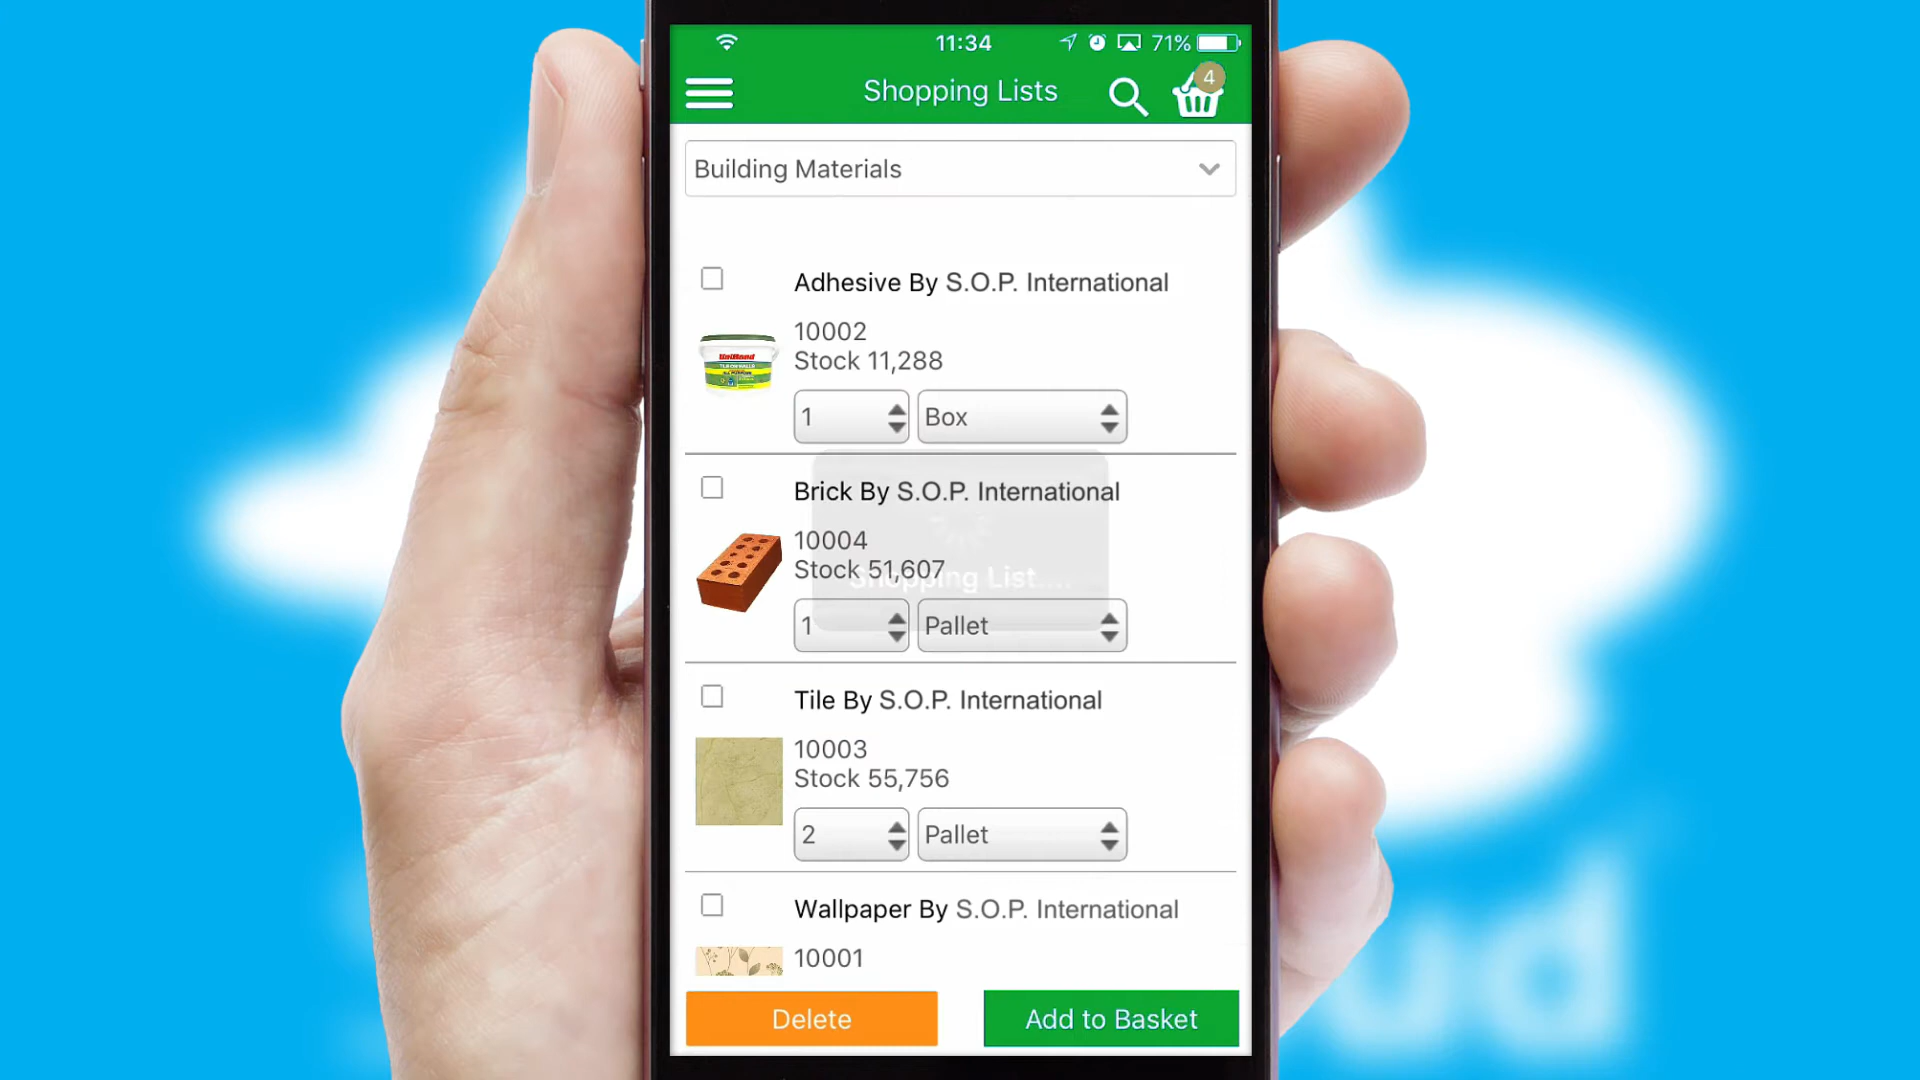 11:34 71%
Shopping Lists 4
Building Materials
Adhesive By S.O.P. International
10002
Stock 11,288
1 Box
Brick By S.O.P. International
10004
Stock 51,607
Shopping List....
1 Pallet
Tile By S.O.P. International
10003
Stock 55,756
2 Pallet
Wallpaper By S.O.P. International
10001
Delete Add to Basket